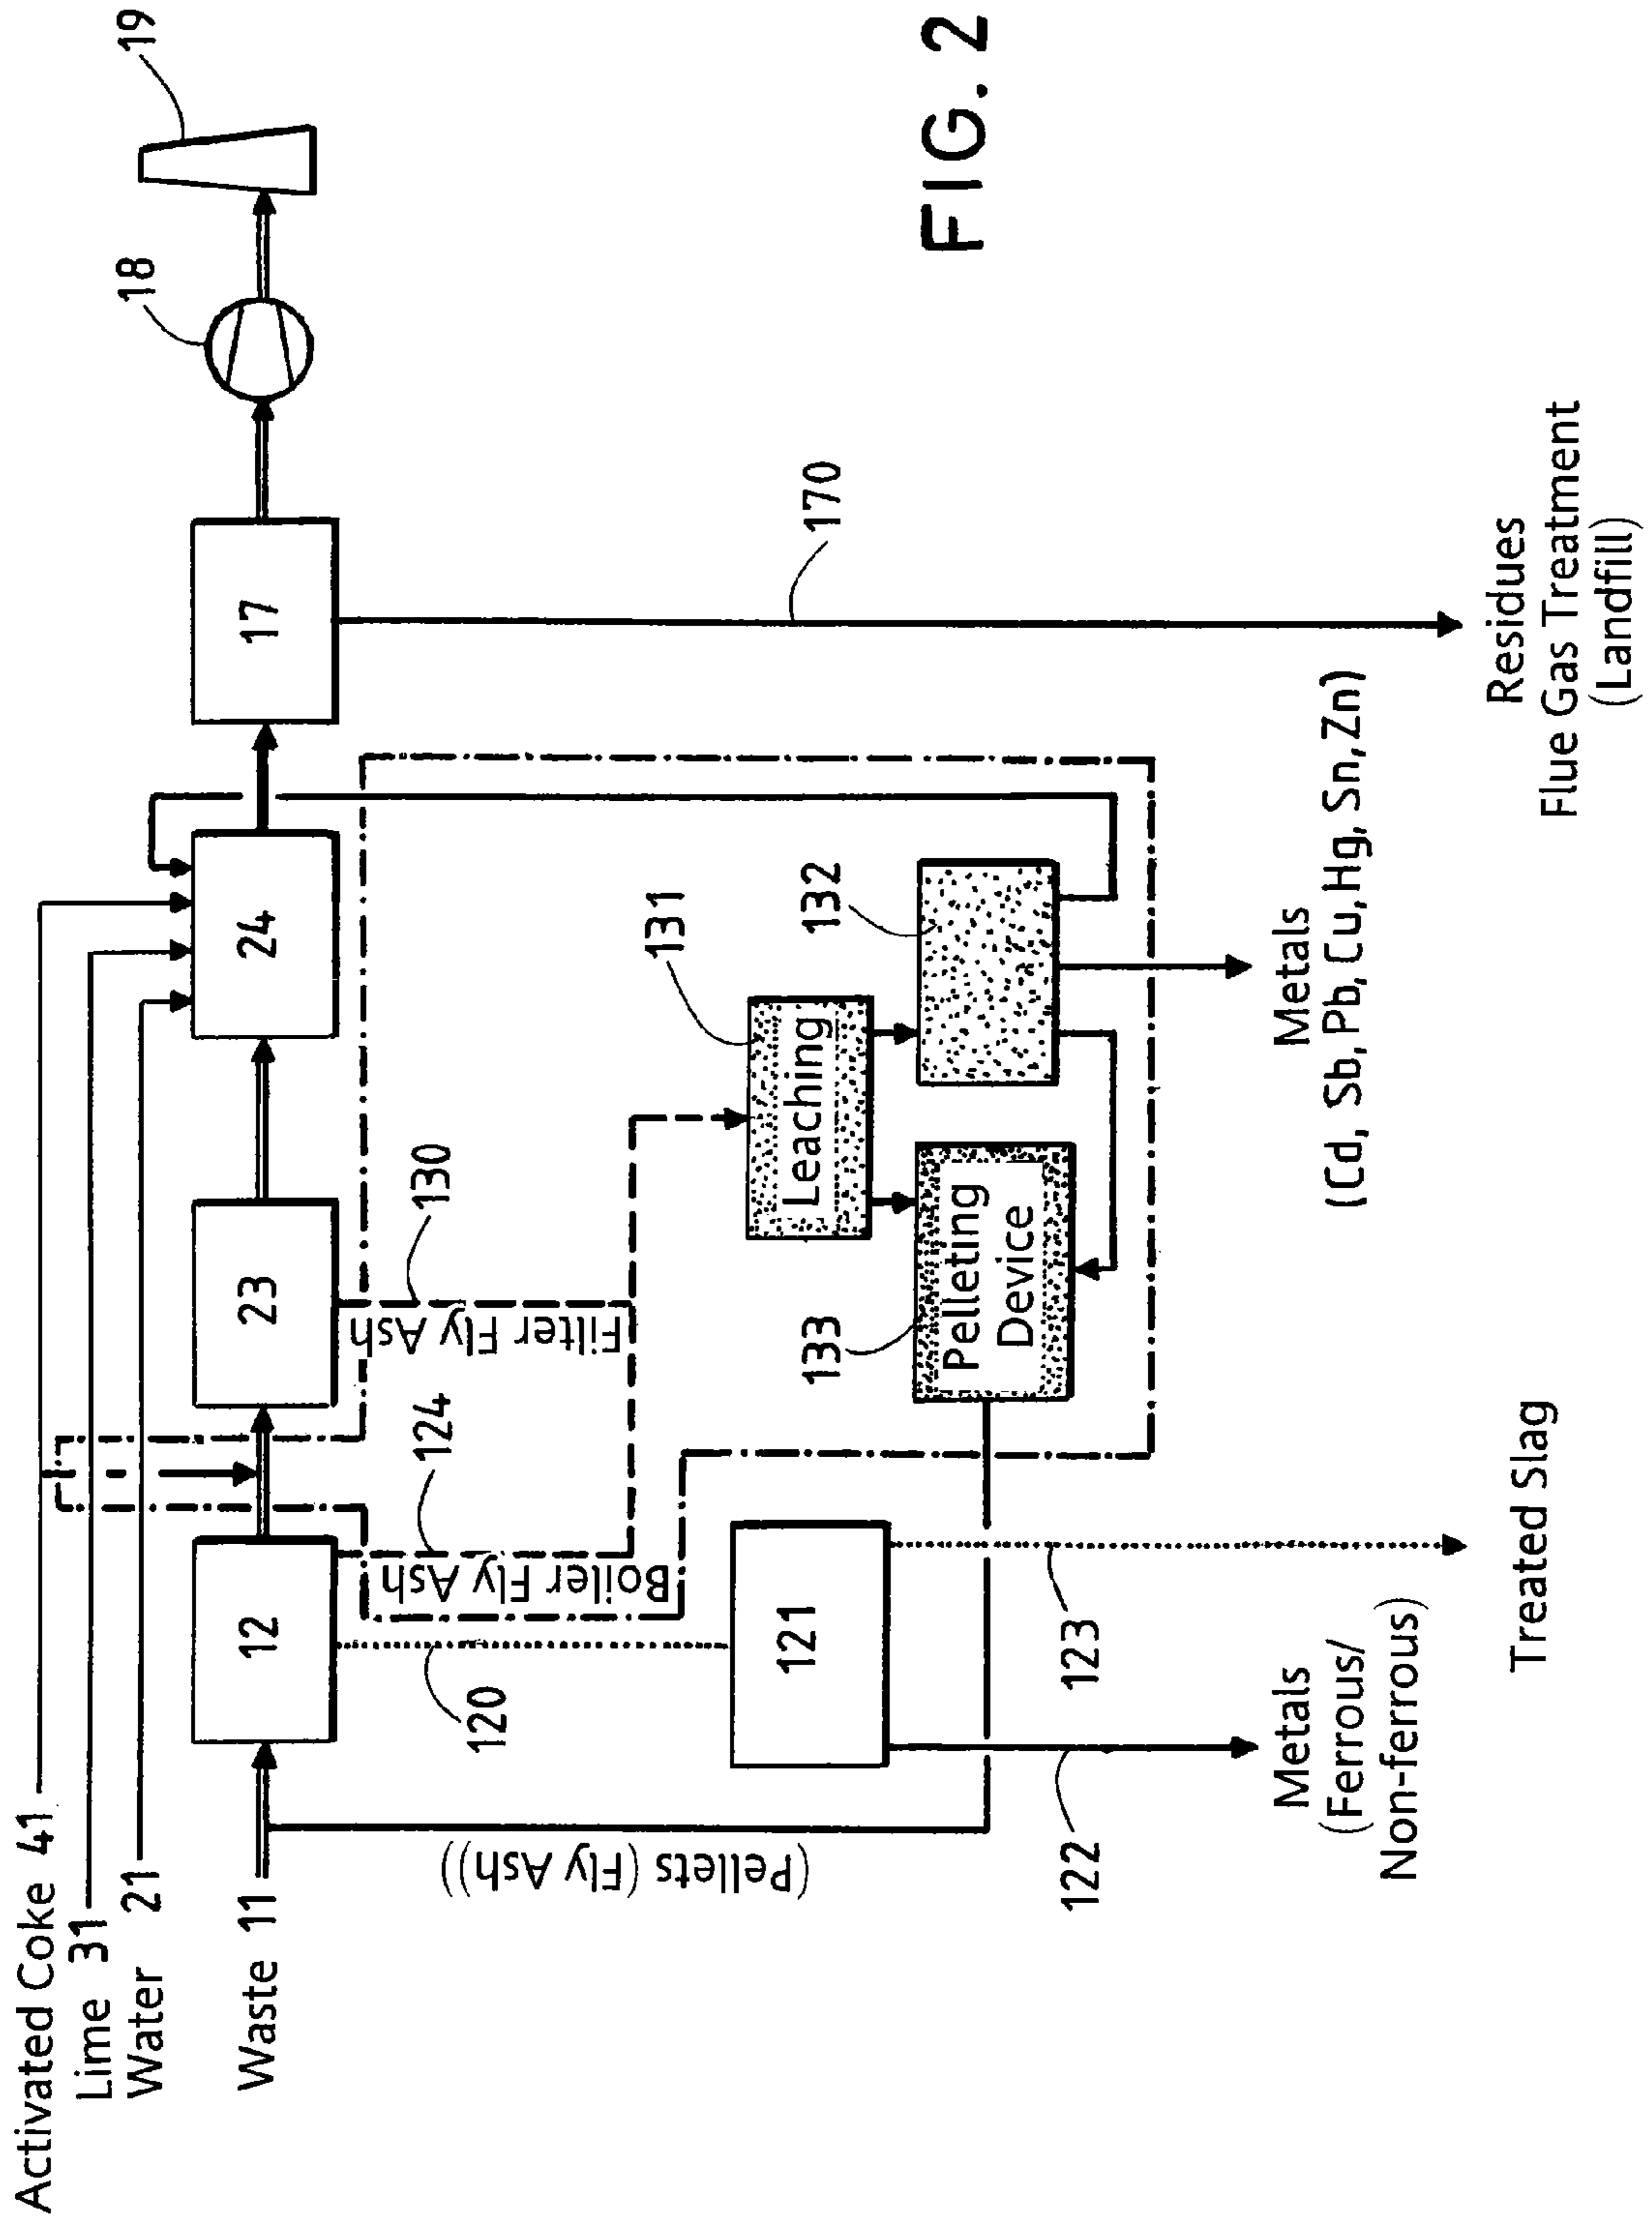 Activated Coke 41
Lime 31
Water 21
Waste 11
12
23
24
17
18
19
120
Boiler Fly Ash
124
Filter Fly Ash
130
(Pellets (Fly Ash))
121
Leaching
131
132
133
Pelleting
Device
170
122
123
Metals
(Ferrous/
Non-ferrous)
Treated Slag
Metals
(Cd, Sb, Pb, Cu, Hg, Sn, Zn)
Residues
Flue Gas Treatment
(Landfill)
FIG. 2